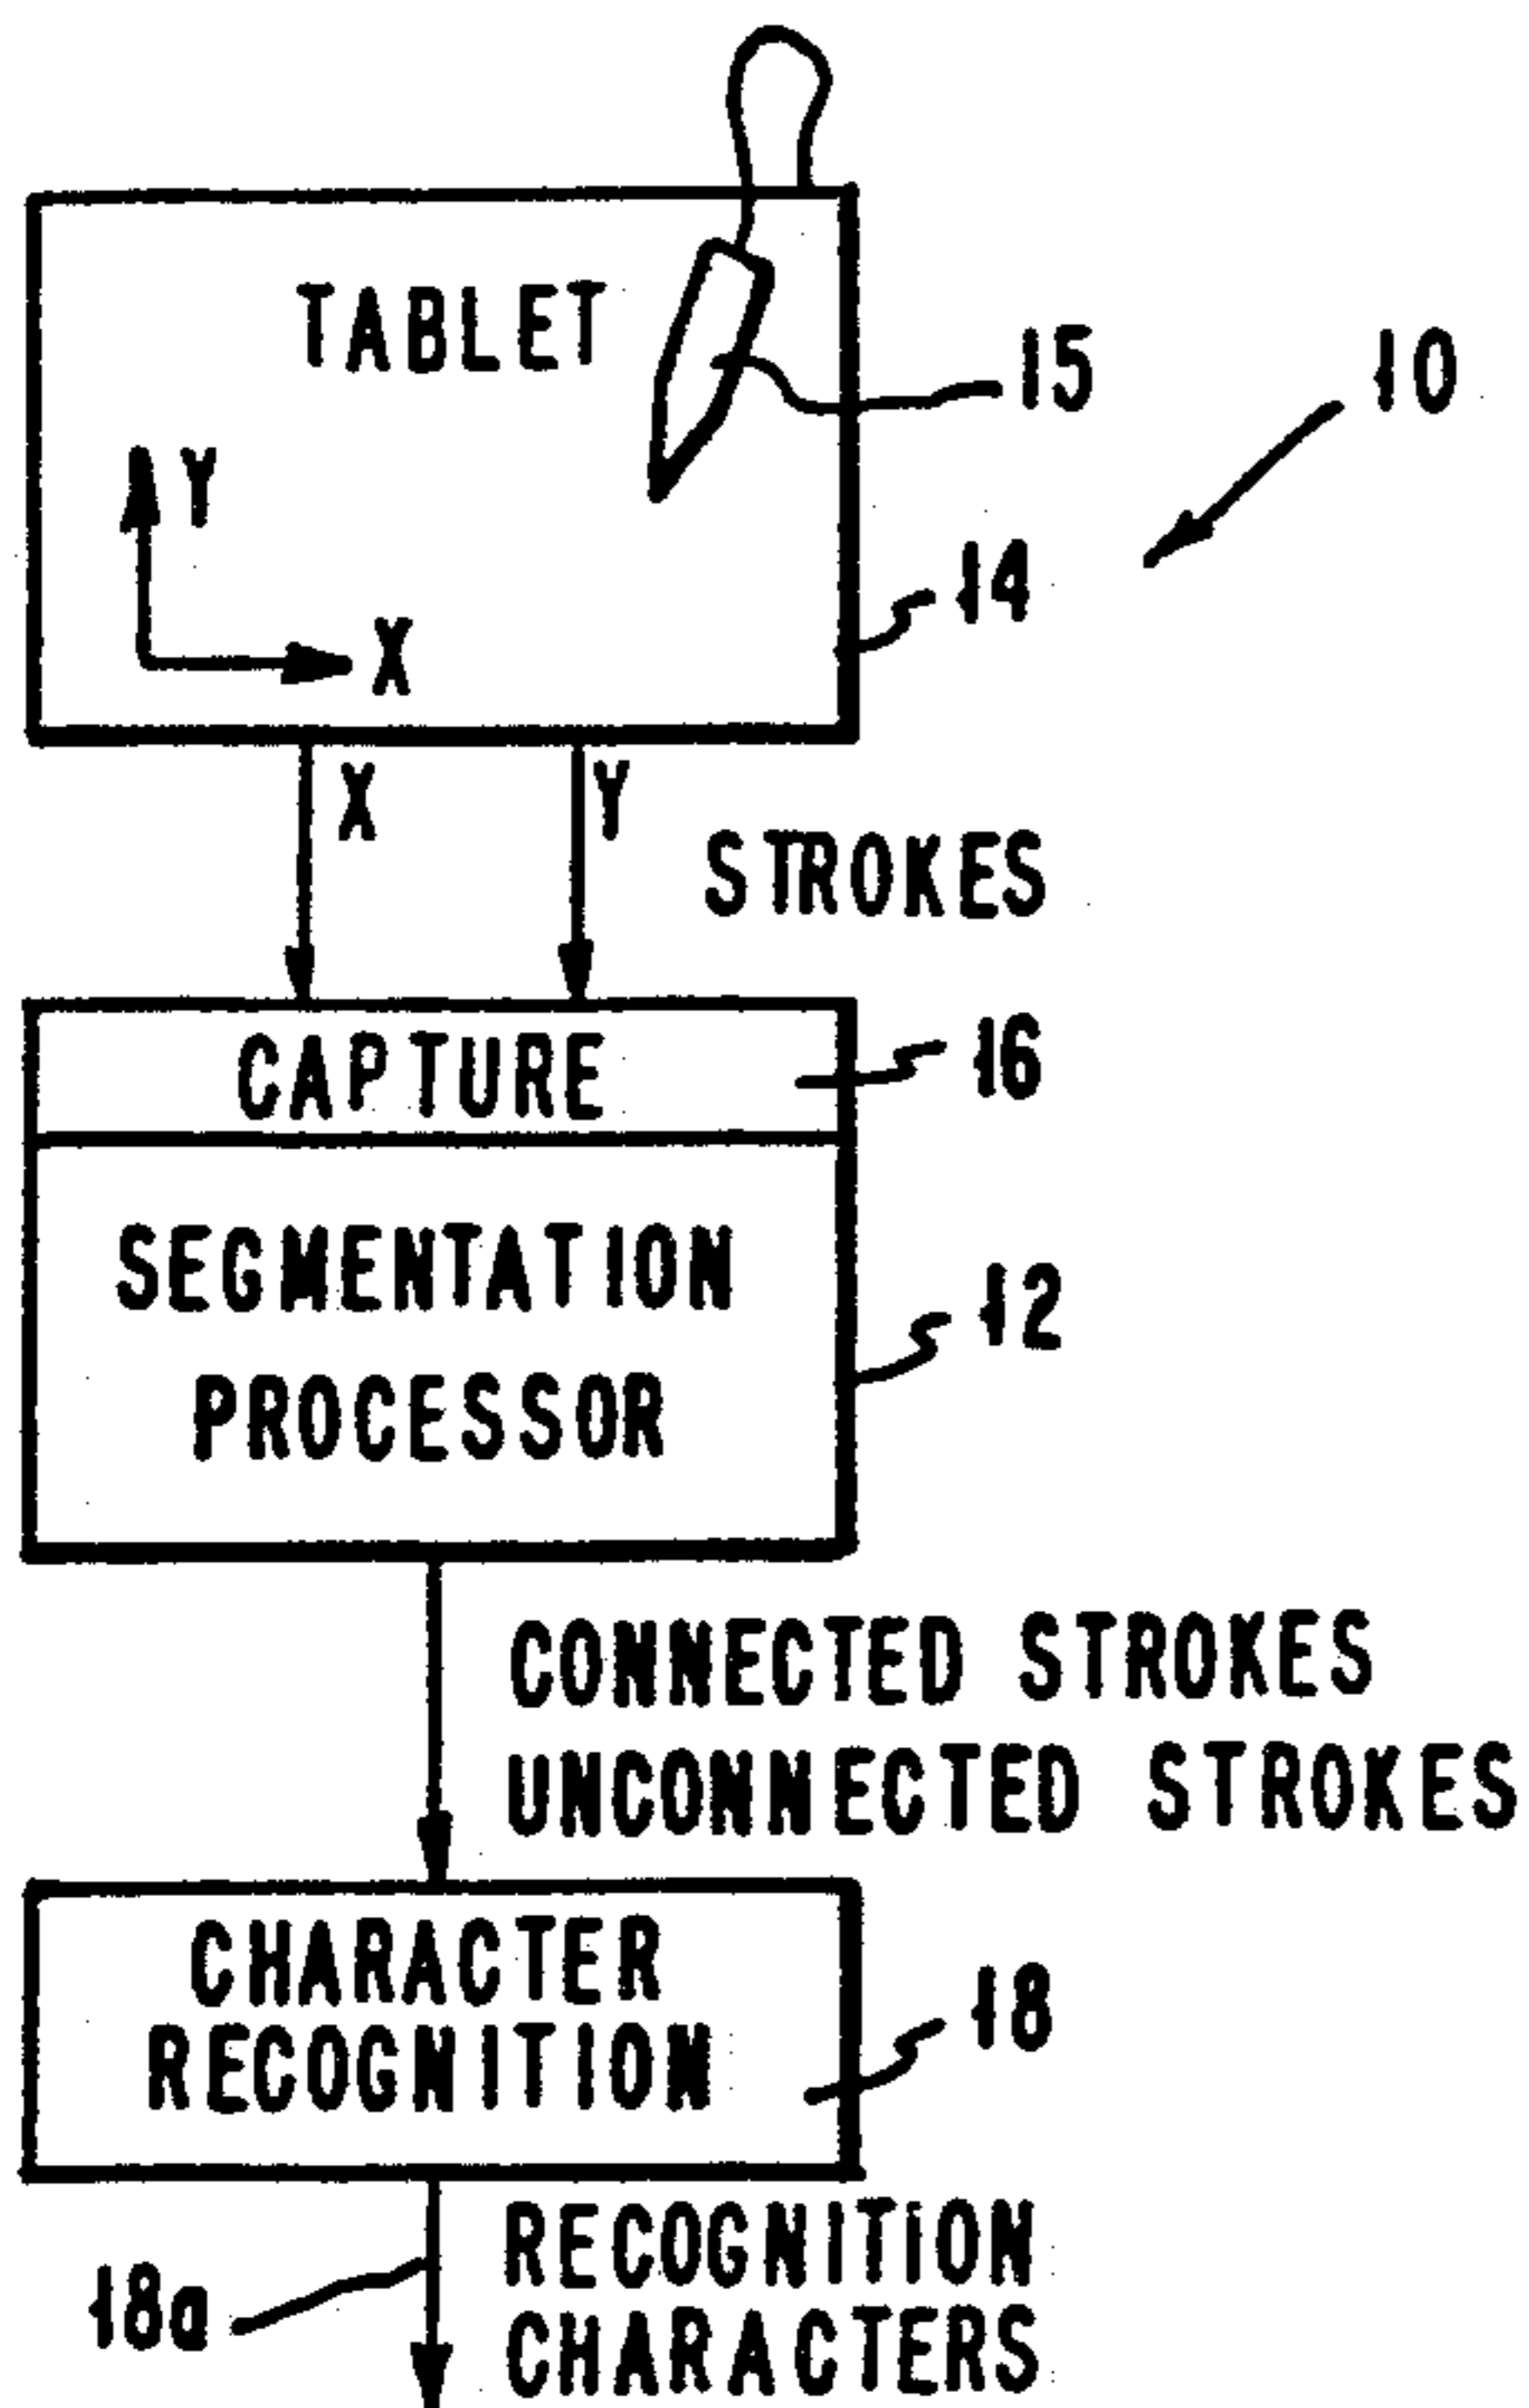 TABLET
15
10
Y
14
X
X
Y
STROKES
CAPTURE
16
SEGMENTATION
12
PROCESSOR
CONNECTED STROKES
UNCONNECTED STROKES
CHARACTER
18
RECOGNITION
RECOGNITION
18a
CHARACTERS